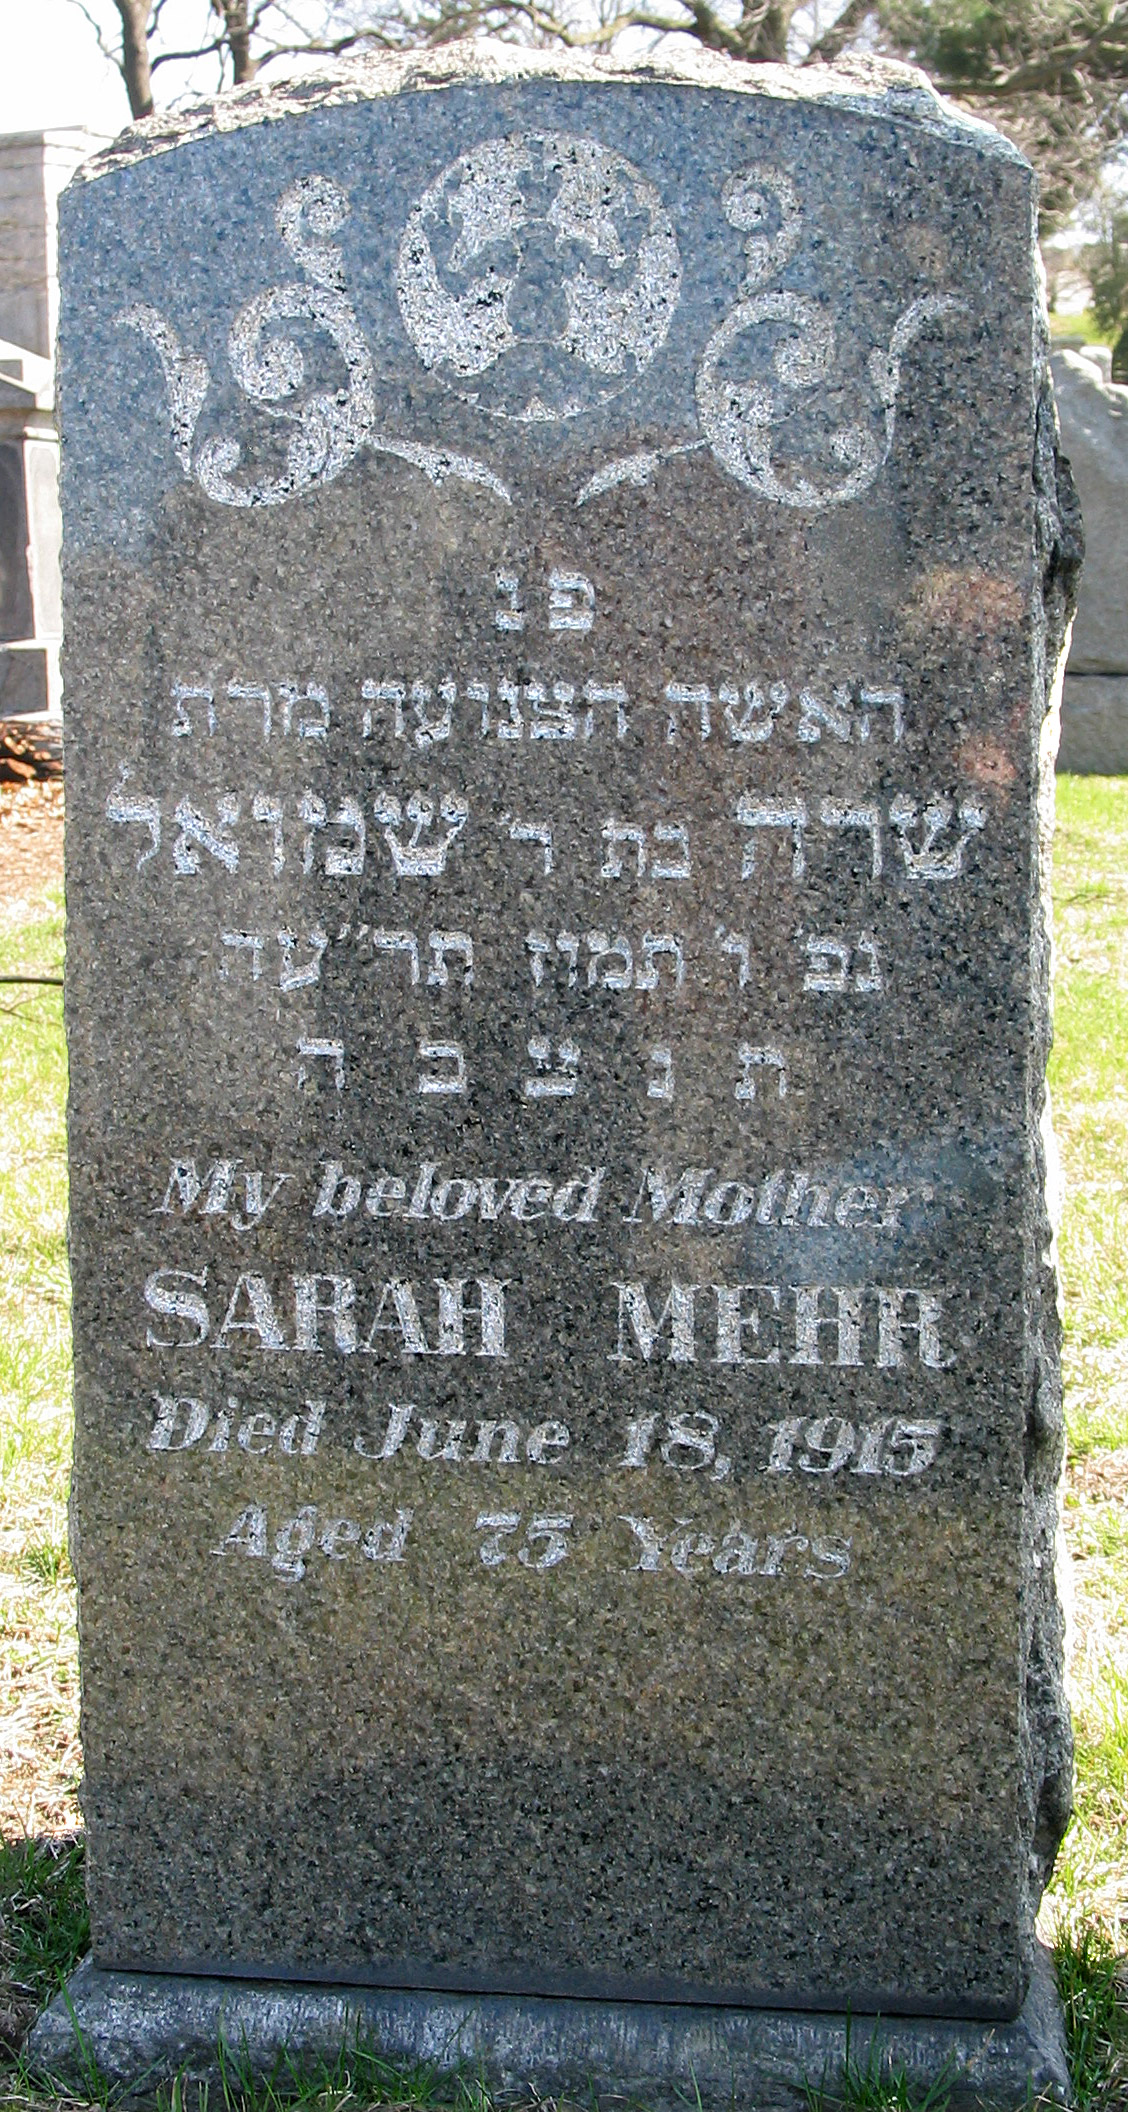 פ נ
האשה הצנועה מרת
שרה בת ר' שמואל
נפ' ו' תמוז תר"עה
ת נ צ ב ה
My beloved Mother
SARAH MEHR
Died June 18, 1915
Aged 75 Years